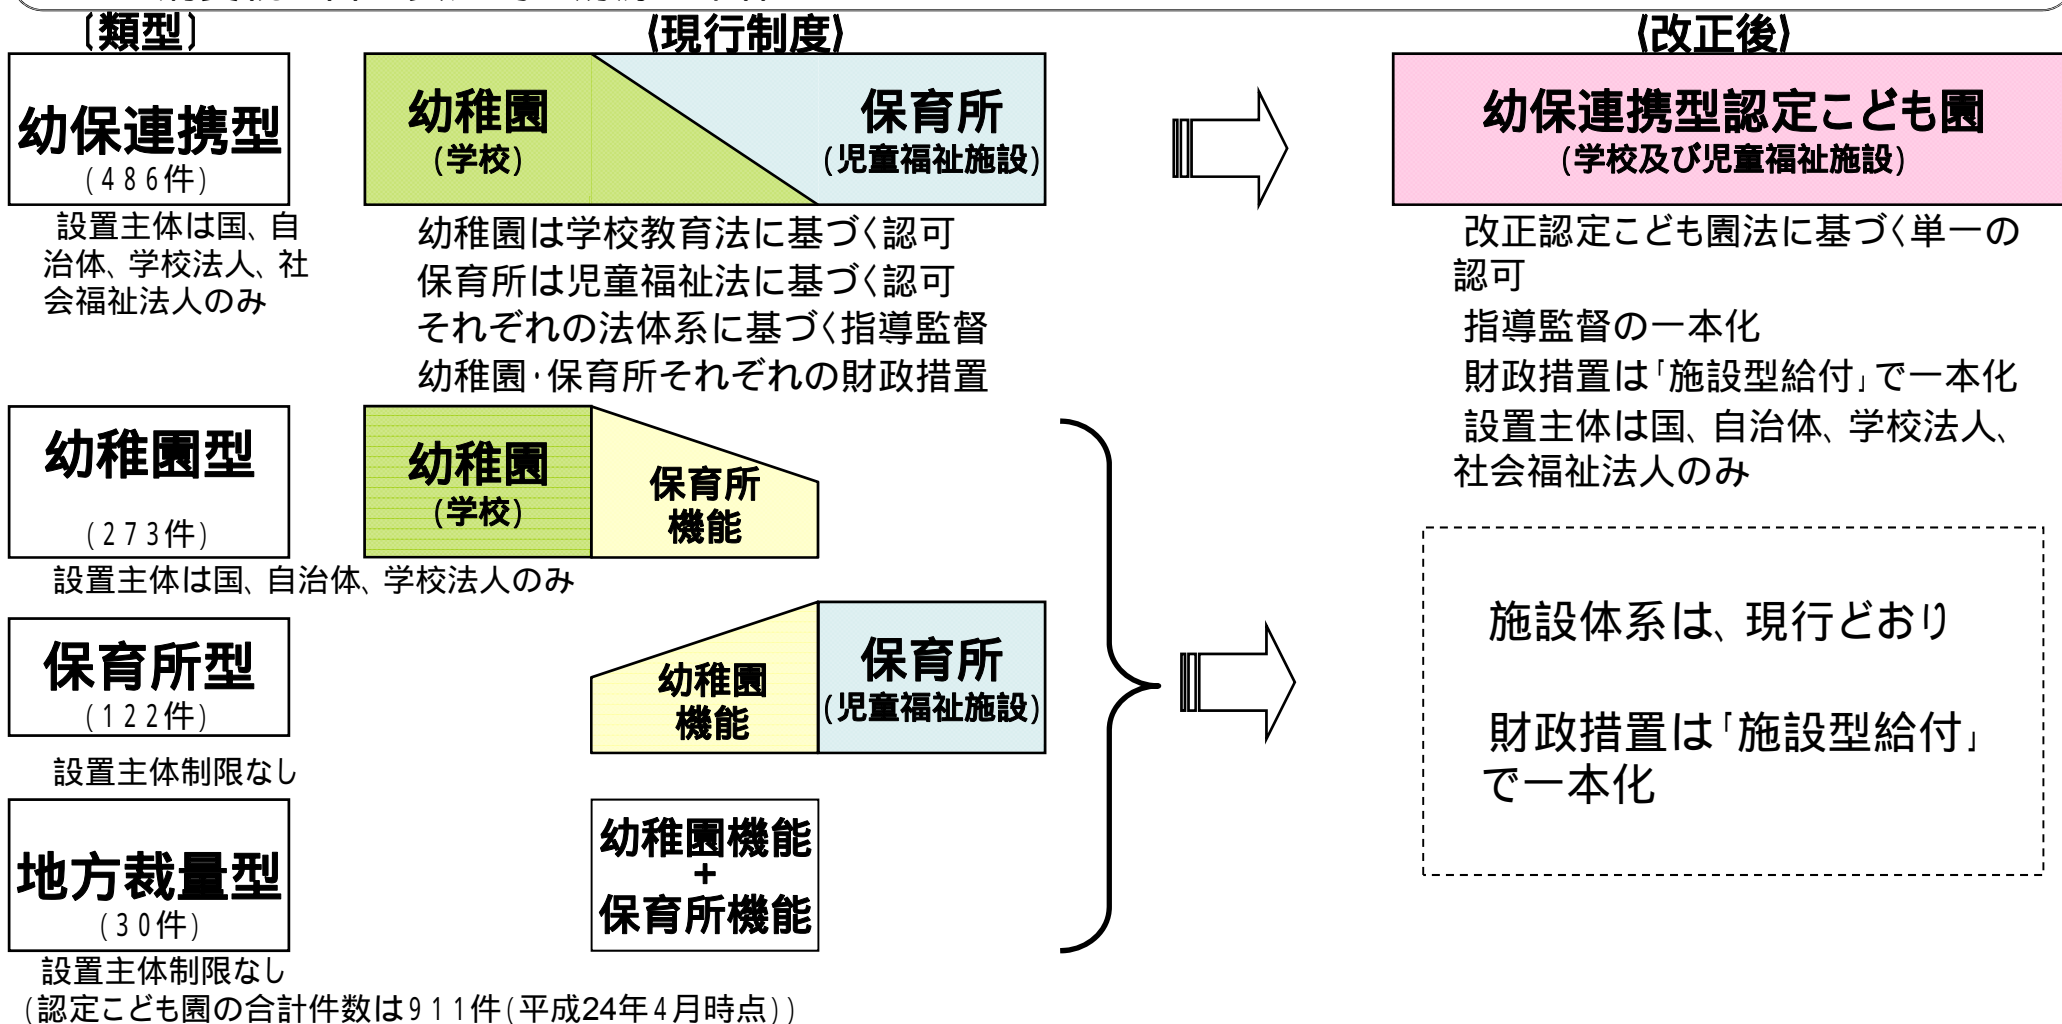 〔類型〕
《現行制度》
《改正後》
幼保連携型
(486件)
設置主体は国、自
治体、学校法人、社
会福祉法人のみ
幼稚園
(学校)
保育所
(児童福祉施設)
幼稚園は学校教育法に基づく認可
保育所は児童福祉法に基づく認可
それぞれの法体系に基づく指導監督
幼稚園・保育所それぞれの財政措置
幼保連携型認定こども園
(学校及び児童福祉施設)
改正認定こども園法に基づく単一の
認可
指導監督の一本化
財政措置は「施設型給付」で一本化
設置主体は国、自治体、学校法人、
社会福祉法人のみ
幼稚園型
(273件)
設置主体は国、自治体、学校法人のみ
幼稚園
(学校)
保育所
機能
保育所型
(122件)
設置主体制限なし
幼稚園
機能
保育所
(児童福祉施設)
地方裁量型
(30件)
設置主体制限なし
幼稚園機能
+
保育所機能
施設体系は、現行どおり
財政措置は「施設型給付」
で一本化
(認定こども園の合計件数は911件(平成24年4月時点))